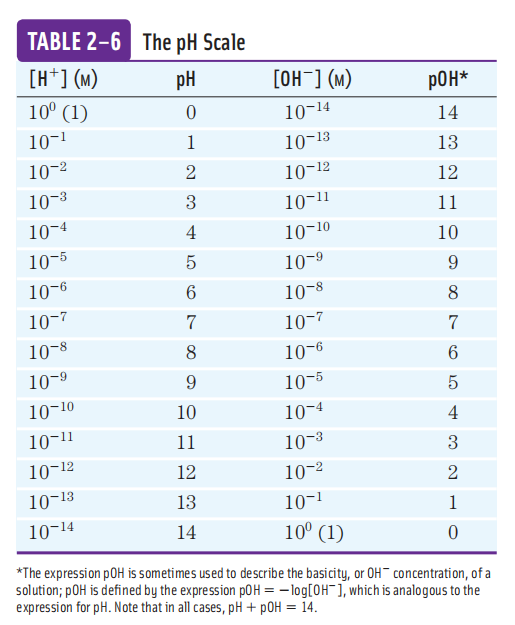 TABLE 2–6 The pH Scale
[H⁺] (M) pH [OH⁻] (M) pOH*
10⁰ (1) 0 10⁻¹⁴ 14
10⁻¹ 1 10⁻¹³ 13
10⁻² 2 10⁻¹² 12
10⁻³ 3 10⁻¹¹ 11
10⁻⁴ 4 10⁻¹⁰ 10
10⁻⁵ 5 10⁻⁹ 9
10⁻⁶ 6 10⁻⁸ 8
10⁻⁷ 7 10⁻⁷ 7
10⁻⁸ 8 10⁻⁶ 6
10⁻⁹ 9 10⁻⁵ 5
10⁻¹⁰ 10 10⁻⁴ 4
10⁻¹¹ 11 10⁻³ 3
10⁻¹² 12 10⁻² 2
10⁻¹³ 13 10⁻¹ 1
10⁻¹⁴ 14 10⁰ (1) 0
*The expression pOH is sometimes used to describe the basicity, or OH⁻ concentration, of a
solution; pOH is defined by the expression pOH = −log[OH⁻], which is analogous to the
expression for pH. Note that in all cases, pH + pOH = 14.